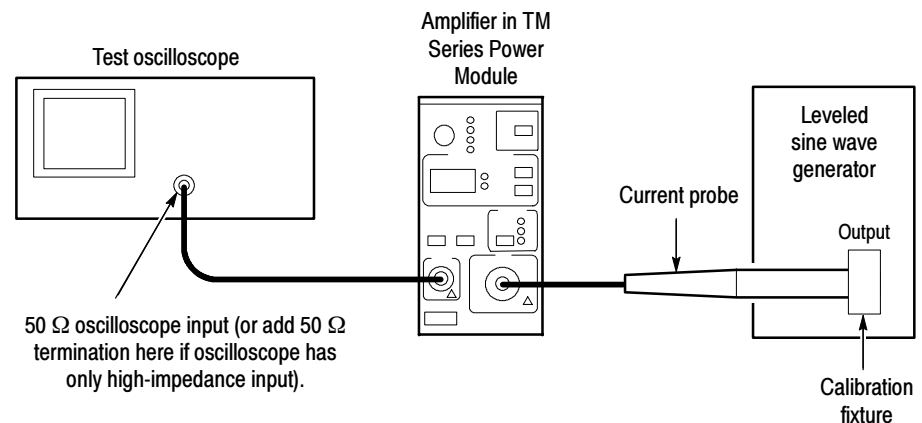 Amplifier in TM
Series Power
Module
Test oscilloscope
Leveled
sine wave
generator
Current probe
Output
50 Ω oscilloscope input (or add 50 Ω
termination here if oscilloscope has
only high-impedance input).
Calibration
fixture